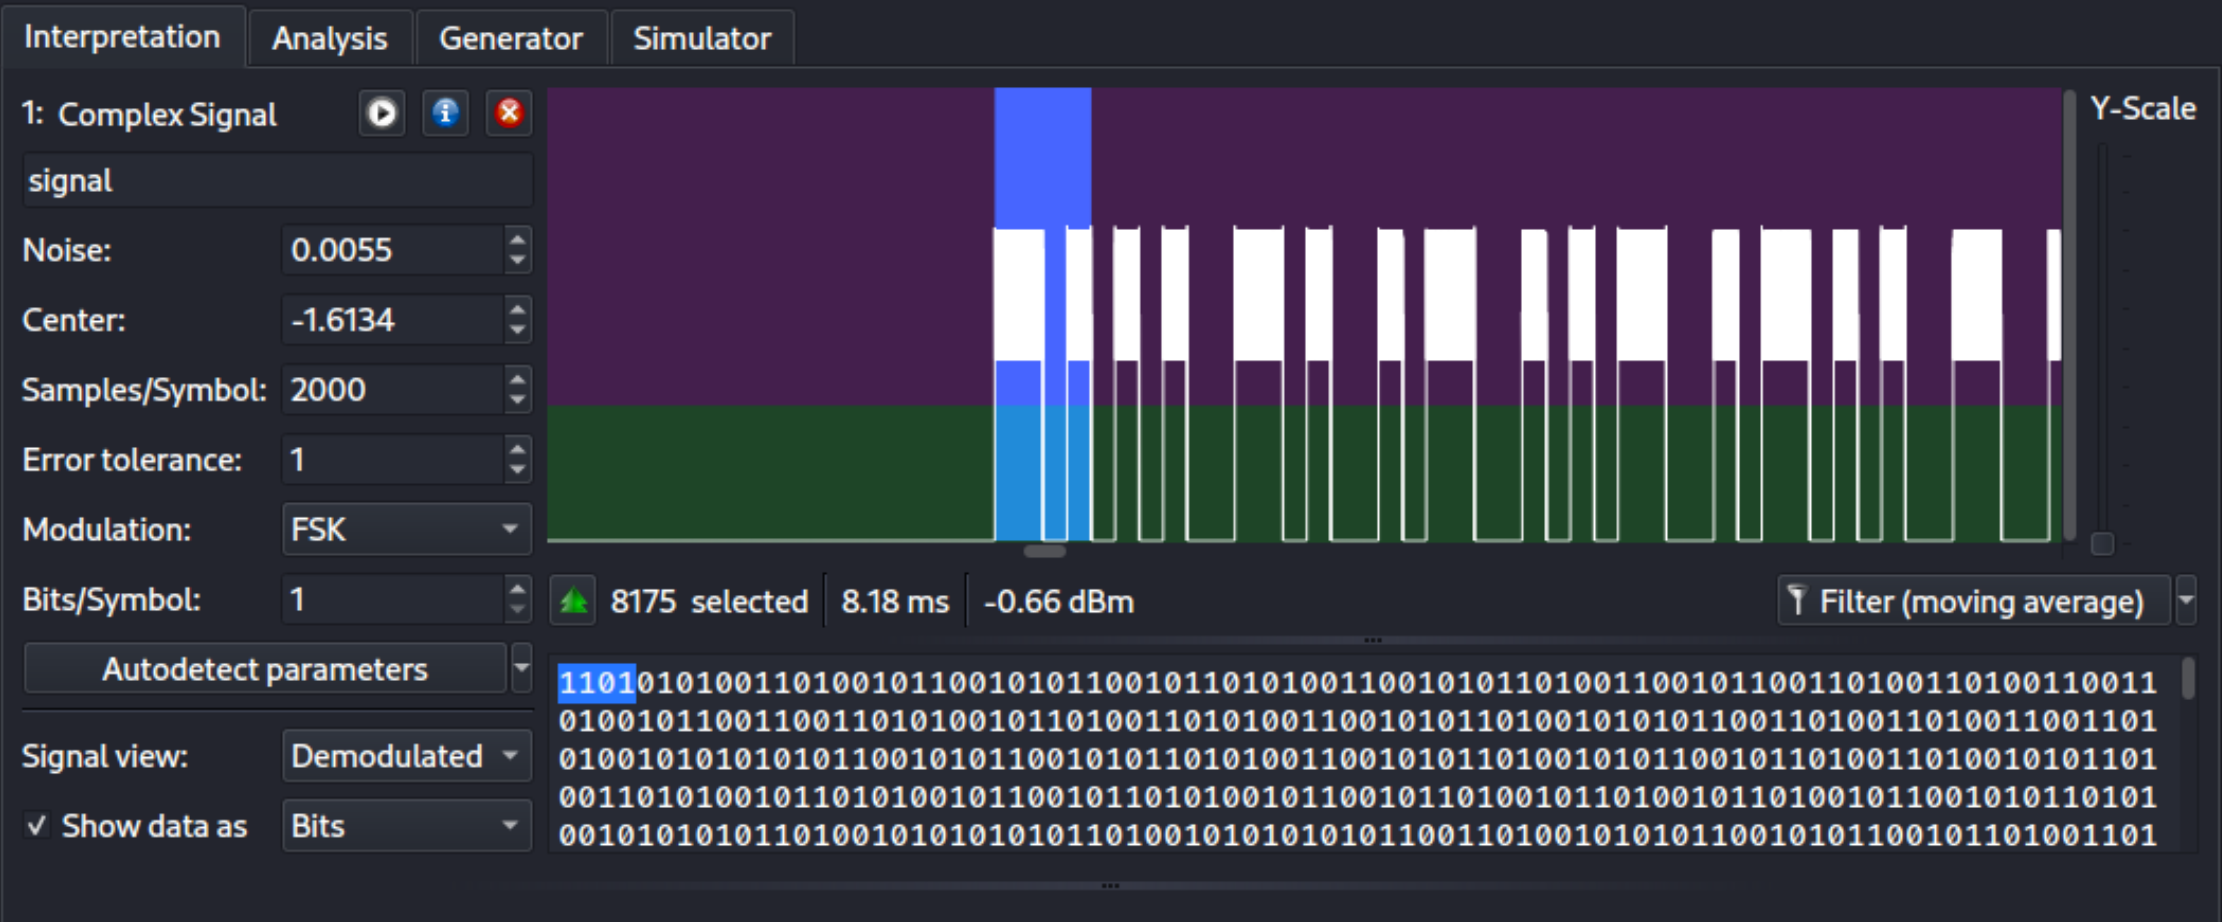 Interpretation
Analysis
Generator
Simulator
1: Complex Signal
Y-Scale
signal
Noise: 0.0055
Center: -1.6134
Samples/Symbol: 2000
Error tolerance: 1
Modulation: FSK
Bits/Symbol: 1
8175 selected 8.18 ms -0.66 dBm
Filter (moving average)
Autodetect parameters
Signal view: Demodulated
Show data as Bits
1101010100110100101100101011001011010100110010101101001100101100110100110100110011
0100101100110011010100101101001101010011001010110100101010110011010011010011001101
0100101010101011001010110010101101010011001010110100101011001011010011010010101101
0011010100101101010010110010110101001011001011010010110100101101001011001010110101
0010101010110100101010101011010010101010101100110100101010110010101100101101001101